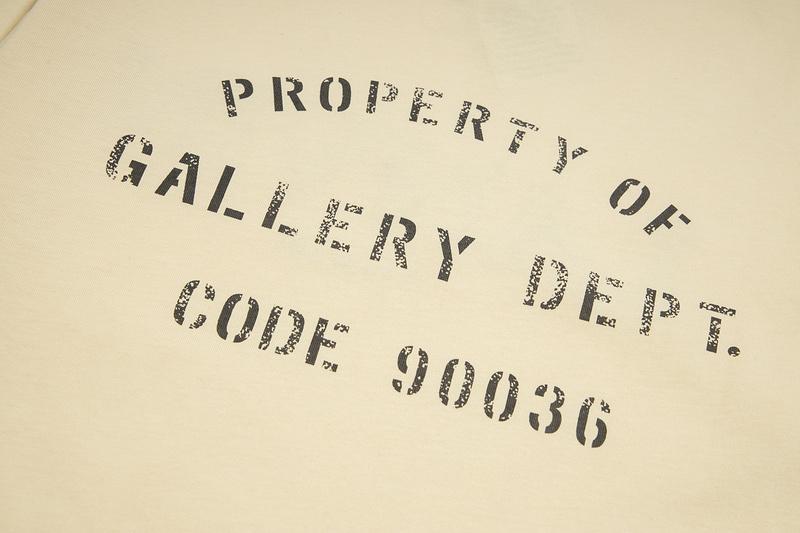 PROPERTY OF
GALLERY DEPT.
CODE 90036